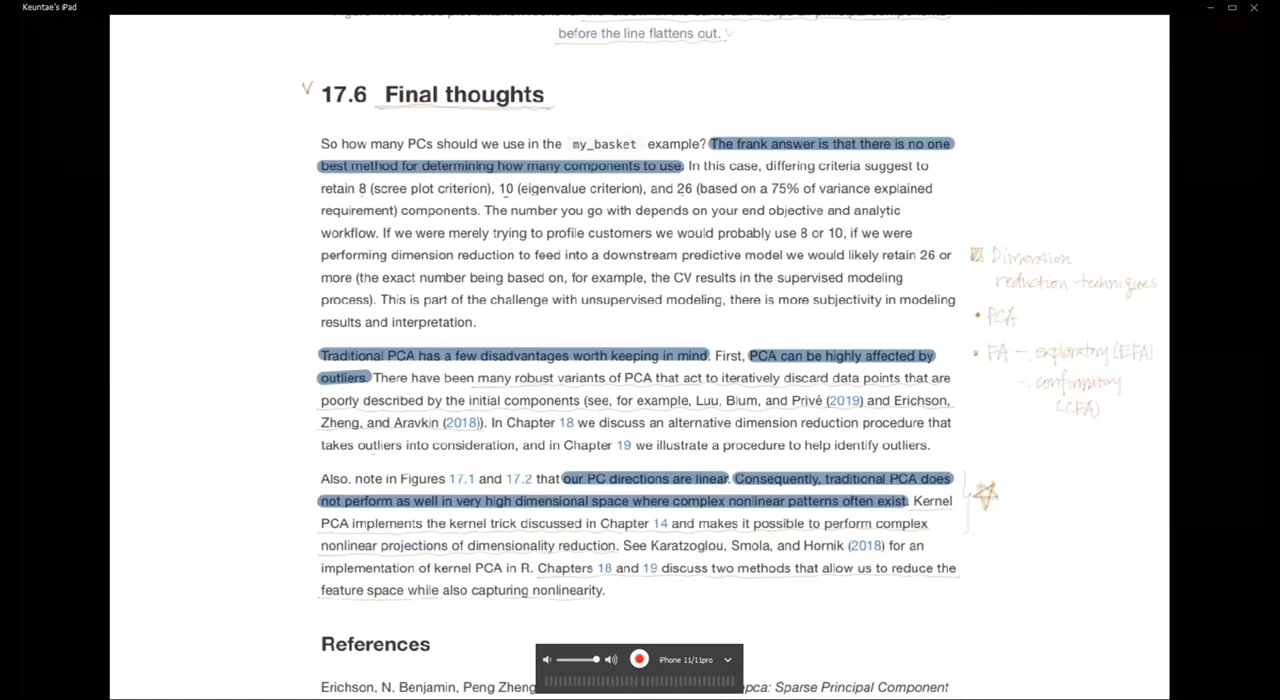 Keuntae's iPad
before the line flattens out. V
V 17.6 Final thoughts
So how many PCs should we use in the my_basket example? The frank answer is that there is no one
best method for determining how many components to use. In this case, differing criteria suggest to
retain 8 (scree plot criterion), 10 (eigenvalue criterion), and 26 (based on a 75% of variance explained
requirement) components. The number you go with depends on your end objective and analytic
workflow. If we were merely trying to profile customers we would probably use 8 or 10, if we were
performing dimension reduction to feed into a downstream predictive model we would likely retain 26 or
more (the exact number being based on, for example, the CV results in the supervised modeling
process). This is part of the challenge with unsupervised modeling, there is more subjectivity in modeling
results and interpretation.
Dimension
reduction techniques
• PCA
• FA - exploratory (EFA)
- confirmatory
(CFA)
Traditional PCA has a few disadvantages worth keeping in mind. First, PCA can be highly affected by
outliers. There have been many robust variants of PCA that act to iteratively discard data points that are
poorly described by the initial components (see, for example, Luu, Blum, and Privé (2019) and Erichson,
Zheng, and Aravkin (2018)). In Chapter 18 we discuss an alternative dimension reduction procedure that
takes outliers into consideration, and in Chapter 19 we illustrate a procedure to help identify outliers.
Also, note in Figures 17.1 and 17.2 that our PC directions are linear. Consequently, traditional PCA does
not perform as well in very high dimensional space where complex nonlinear patterns often exist. Kernel
PCA implements the kernel trick discussed in Chapter 14 and makes it possible to perform complex
nonlinear projections of dimensionality reduction. See Karatzoglou, Smola, and Hornik (2018) for an
implementation of kernel PCA in R. Chapters 18 and 19 discuss two methods that allow us to reduce the
feature space while also capturing nonlinearity.
References
iPhone 11/11pro
Erichson, N. Benjamin, Peng Zheng
pca: Sparse Principal Component